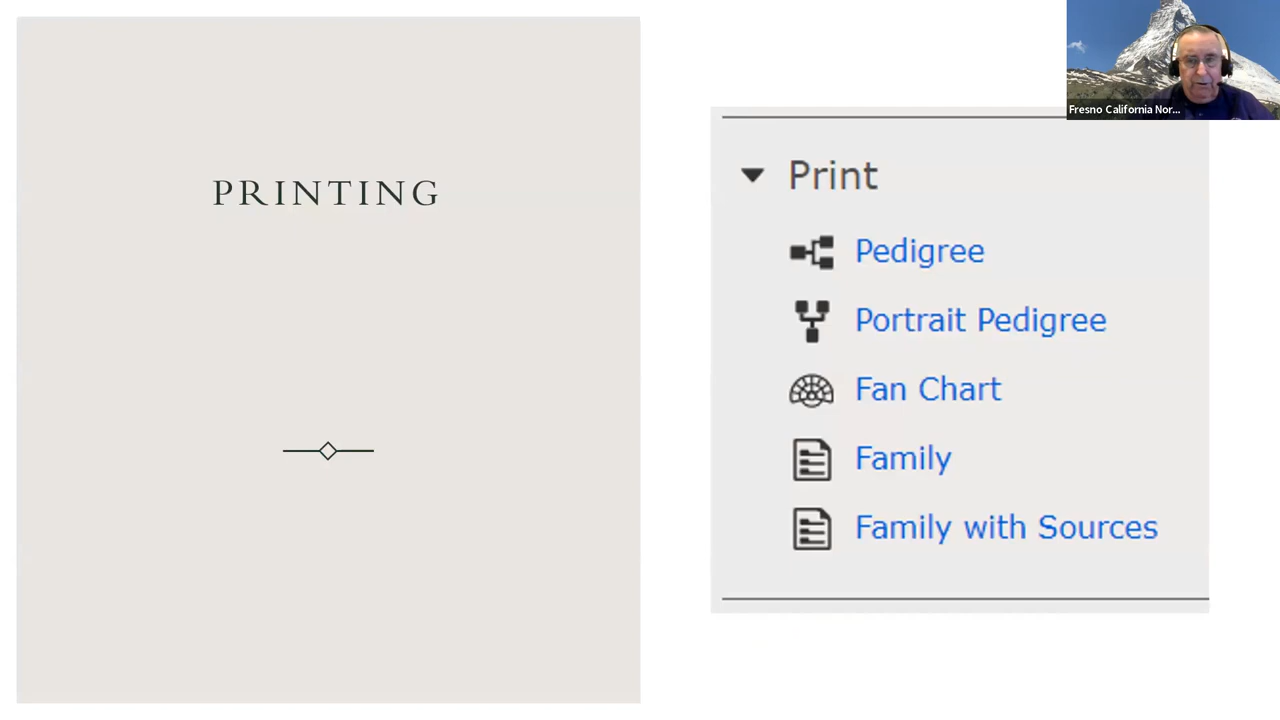 PRINTING
Fresno California Nor...
Print
Pedigree
Portrait Pedigree
Fan Chart
Family
Family with Sources